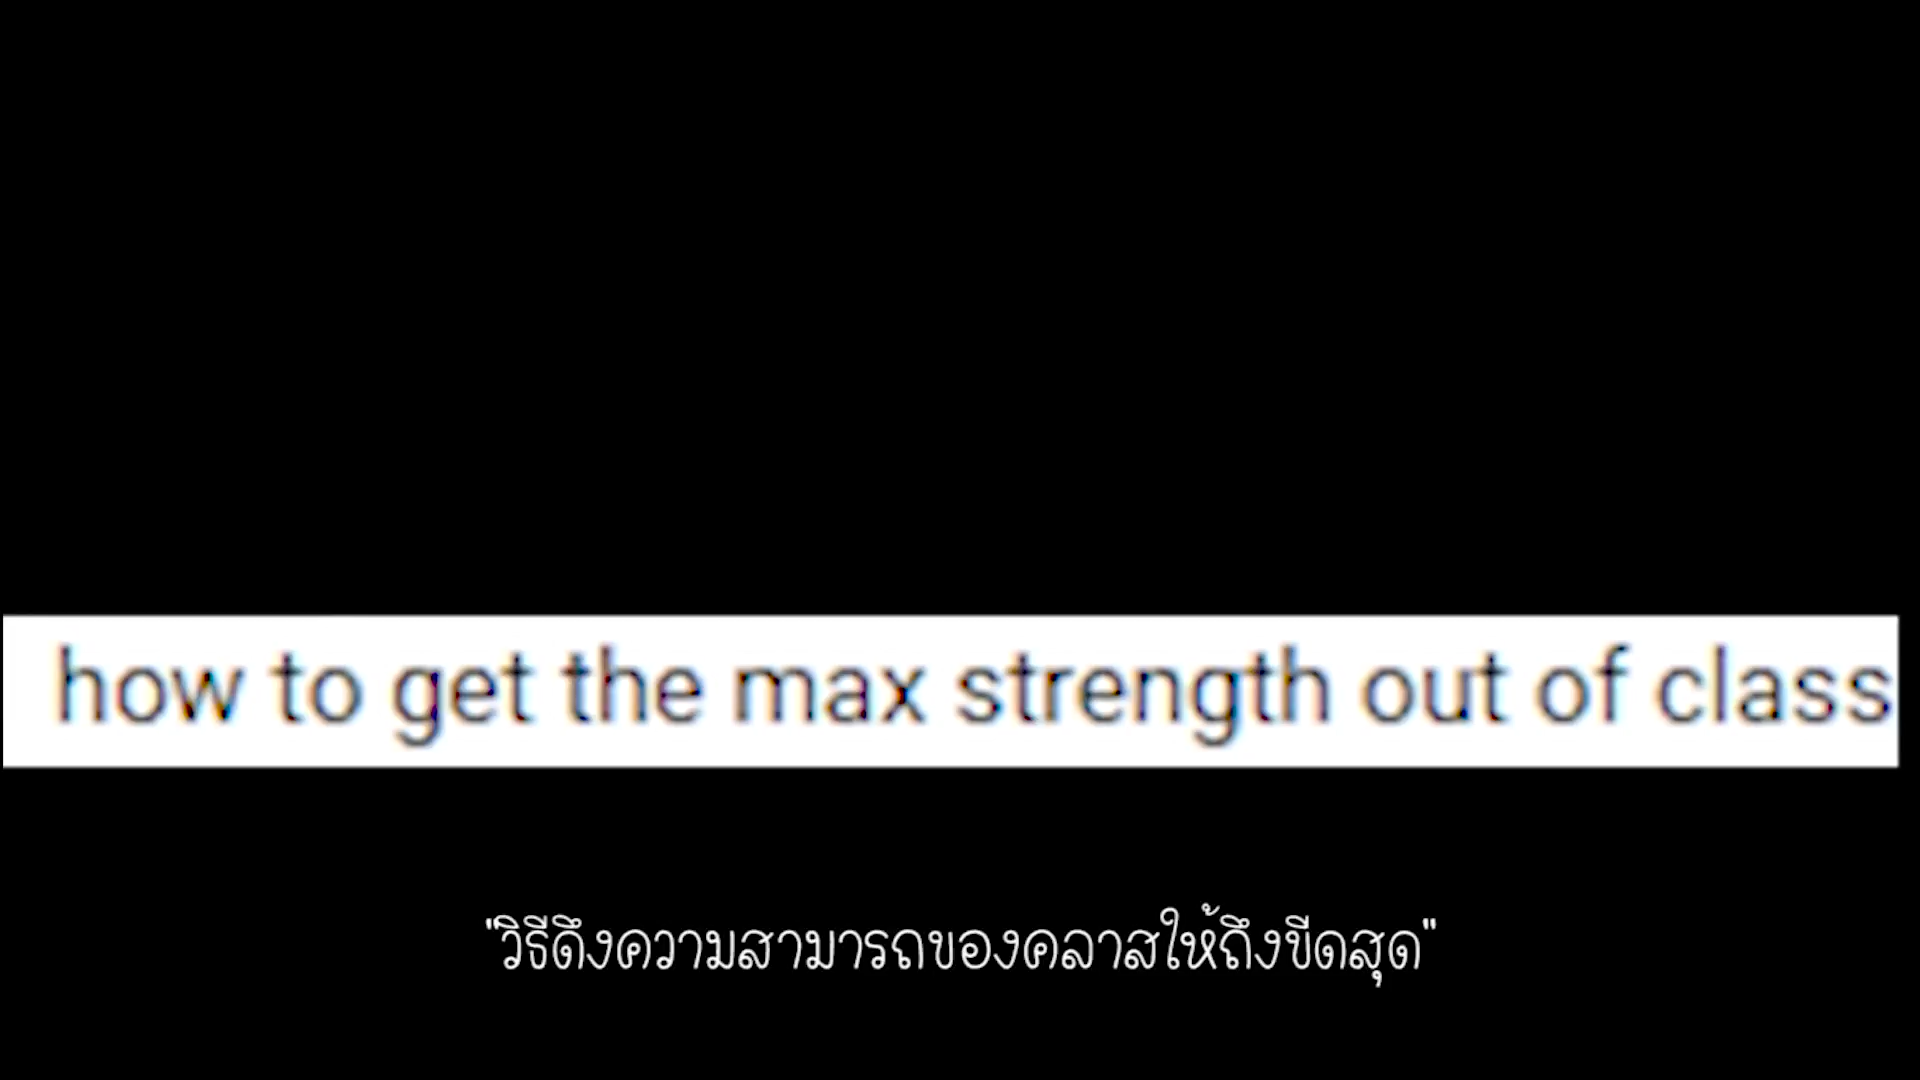 how to get the max strength out of class
"วิธีดึงความสามารถของคลาสให้ถึงขีดสุด"